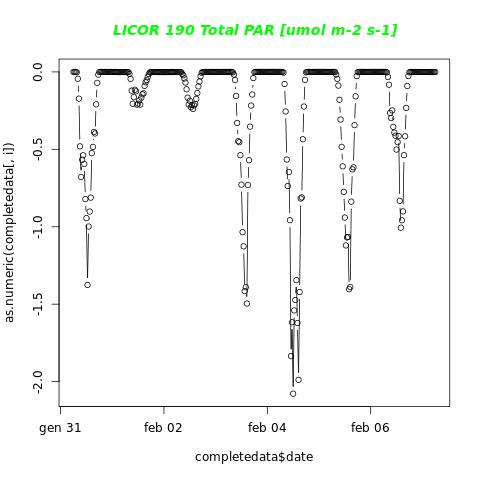 LICOR 190 Total PAR [umol m-2 s-1]
as.numeric(completedata[, i])
0.0
-0.5
-1.0
-1.5
-2.0
gen 31 feb 02 feb 04 feb 06
completedata$date